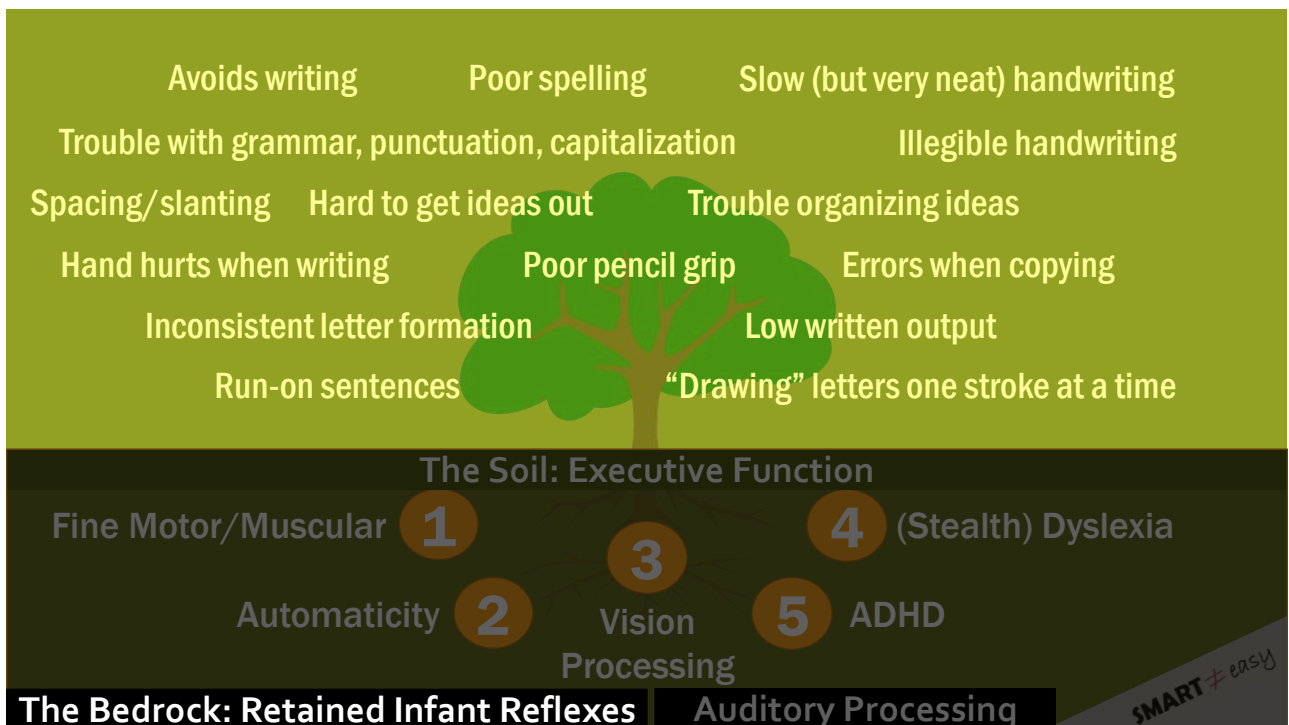 Avoids writing Poor spelling Slow (but very neat) handwriting
Trouble with grammar, punctuation, capitalization Illegible handwriting
Spacing/slanting Hard to get ideas out Trouble organizing ideas
Hand hurts when writing Poor pencil grip Errors when copying
Inconsistent letter formation Low written output
Run-on sentences “Drawing” letters one stroke at a time
The Soil: Executive Function
Fine Motor/Muscular 1 4 (Stealth) Dyslexia
3
Automaticity 2 Vision 5 ADHD
Processing
SMART ≠ easy
The Bedrock: Retained Infant Reflexes Auditory Processing